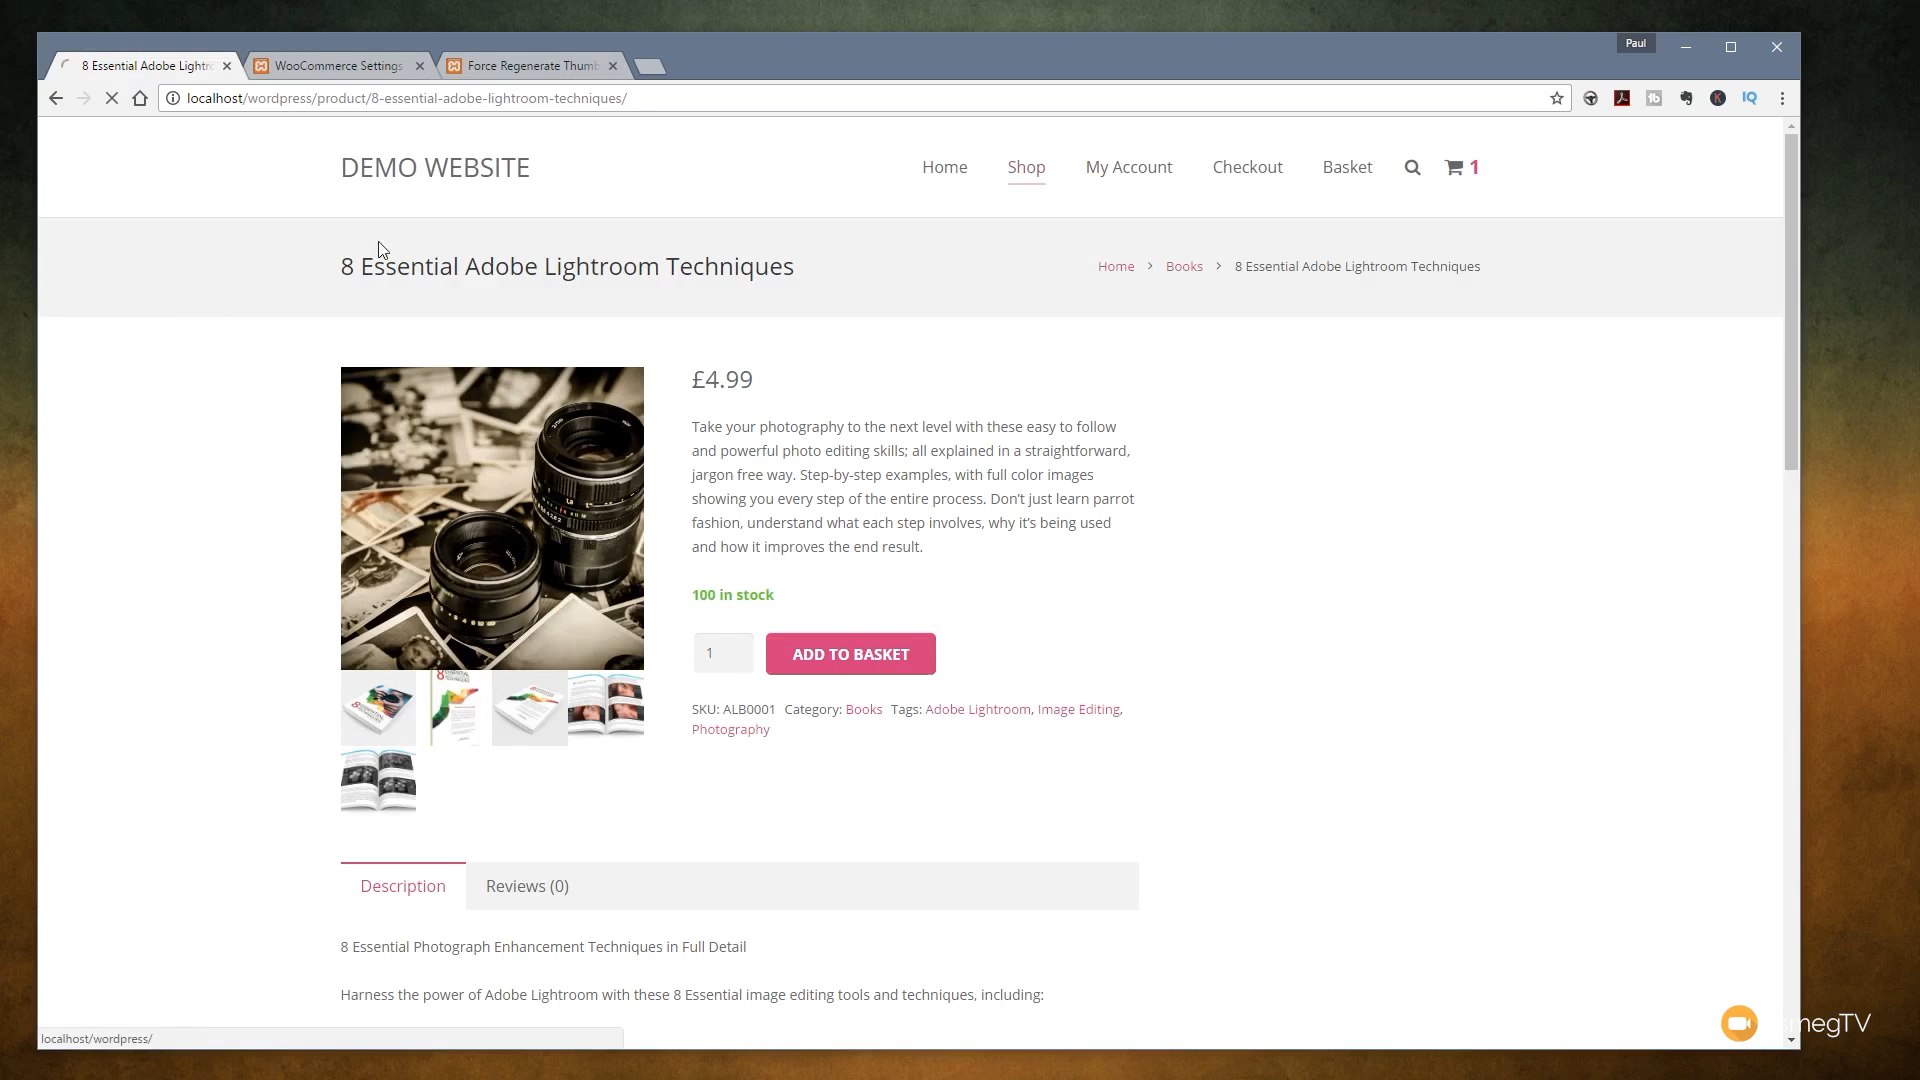 Paul
8 Essential Adobe Lightro
WooCommerce Settings
Force Regenerate Thumb
localhost/wordpress/product/8-essential-adobe-lightroom-techniques/
DEMO WEBSITE
Home
Shop
My Account
Checkout
Basket
1
8 Essential Adobe Lightroom Techniques
Home > Books > 8 Essential Adobe Lightroom Techniques
£4.99
Take your photography to the next level with these easy to follow
and powerful photo editing skills; all explained in a straightforward,
jargon free way. Step-by-step examples, with full color images
showing you every step of the entire process. Don’t just learn parrot
fashion, understand what each step involves, why it’s being used
and how it improves the end result.
100 in stock
1
ADD TO BASKET
SKU: ALB0001 Category: Books Tags: Adobe Lightroom, Image Editing,
Photography
Description
Reviews (0)
8 Essential Photograph Enhancement Techniques in Full Detail
Harness the power of Adobe Lightroom with these 8 Essential image editing tools and techniques, including:
localhost/wordpress/